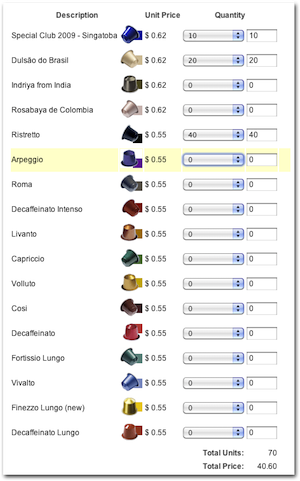 Description Unit Price Quantity
Special Club 2009 - Singatoba $ 0.62 10 10
Dulsão do Brasil $ 0.62 20 20
Indriya from India $ 0.62 0 0
Rosabaya de Colombia $ 0.62 0 0
Ristretto $ 0.55 40 40
Arpeggio $ 0.55 0 0
Roma $ 0.55 0 0
Decaffeinato Intenso $ 0.55 0 0
Livanto $ 0.55 0 0
Capriccio $ 0.55 0 0
Volluto $ 0.55 0 0
Cosi $ 0.55 0 0
Decaffeinato $ 0.55 0 0
Fortissio Lungo $ 0.55 0 0
Vivalto $ 0.55 0 0
Finezzo Lungo (new) $ 0.55 0 0
Decaffeinato Lungo $ 0.55 0 0
Total Units: 70
Total Price: 40.60